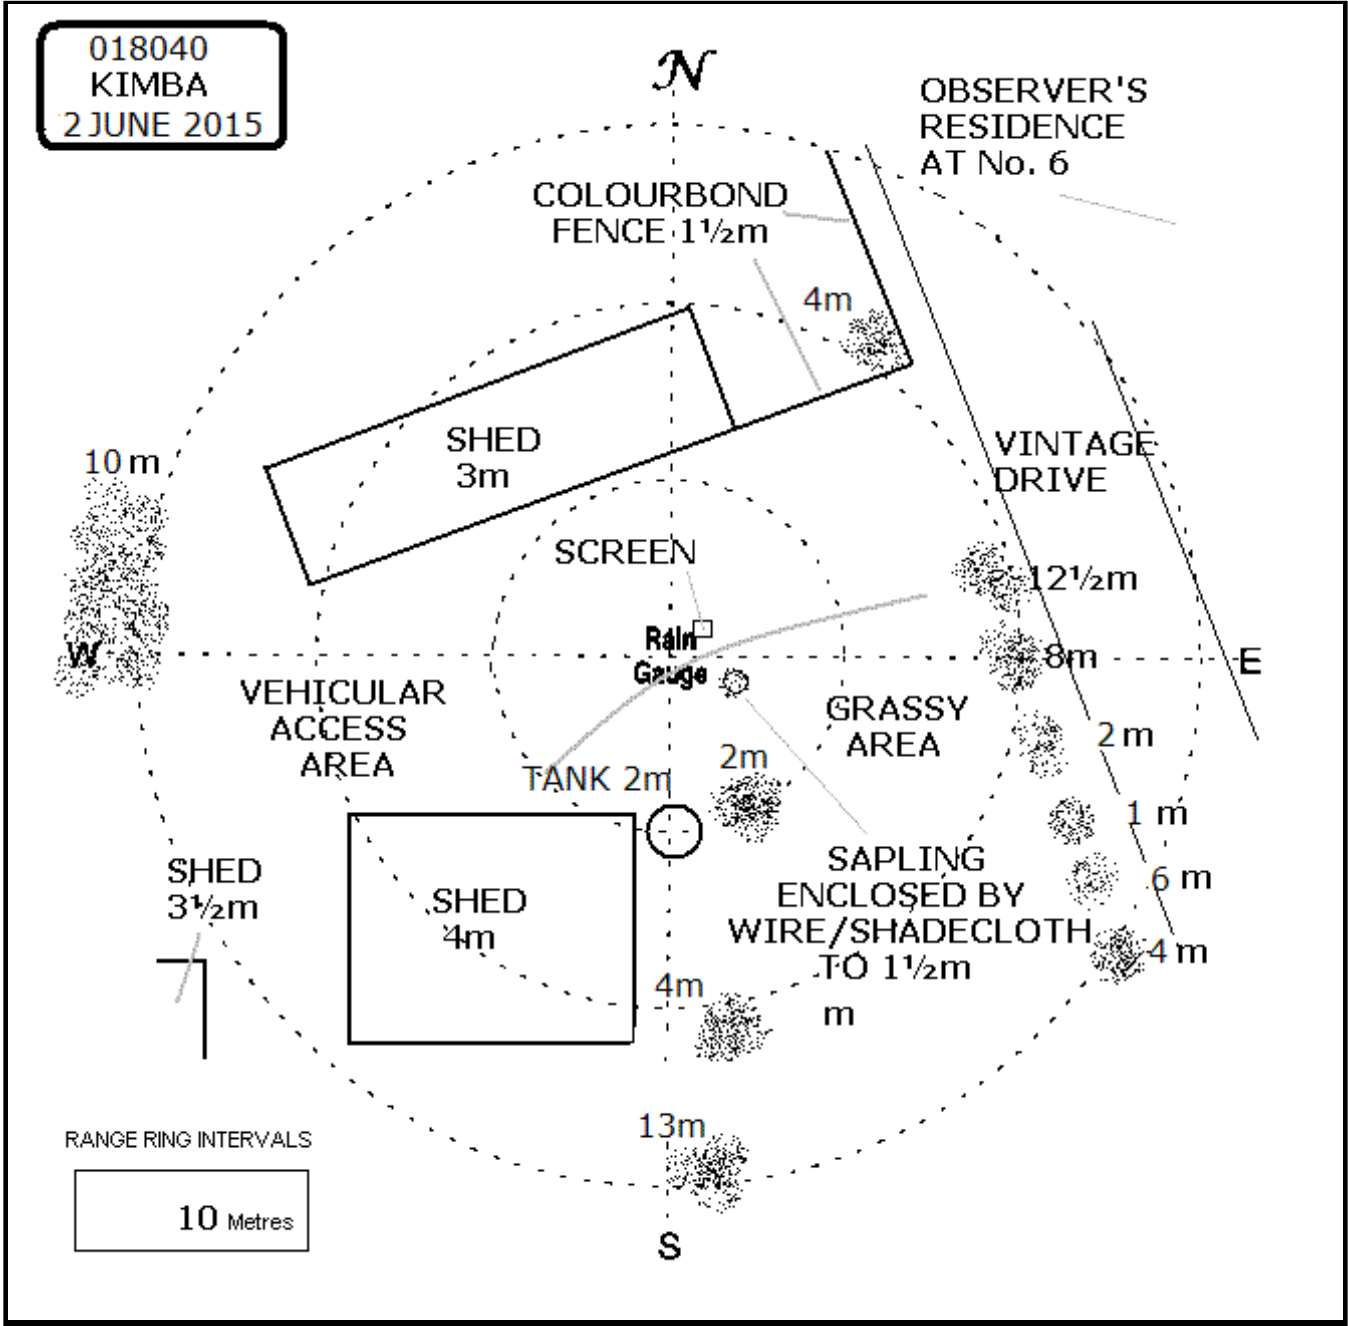 018040
KIMBA
2 JUNE 2015
N
OBSERVER'S
RESIDENCE
AT No. 6
COLOURBOND
FENCE 1½m
4m
SHED
3m
10 m
VINTAGE
DRIVE
SCREEN
12½m
Rain
Gauge
W
8m
E
VEHICULAR
ACCESS
AREA
GRASSY
AREA
2 m
TANK 2m
2m
1 m
SHED
3½m
SHED
4m
SAPLING
ENCLOSED BY
WIRE/SHADECLOTH
TO 1½m
m
6 m
4 m
4m
13m
RANGE RING INTERVALS
10 Metres
S